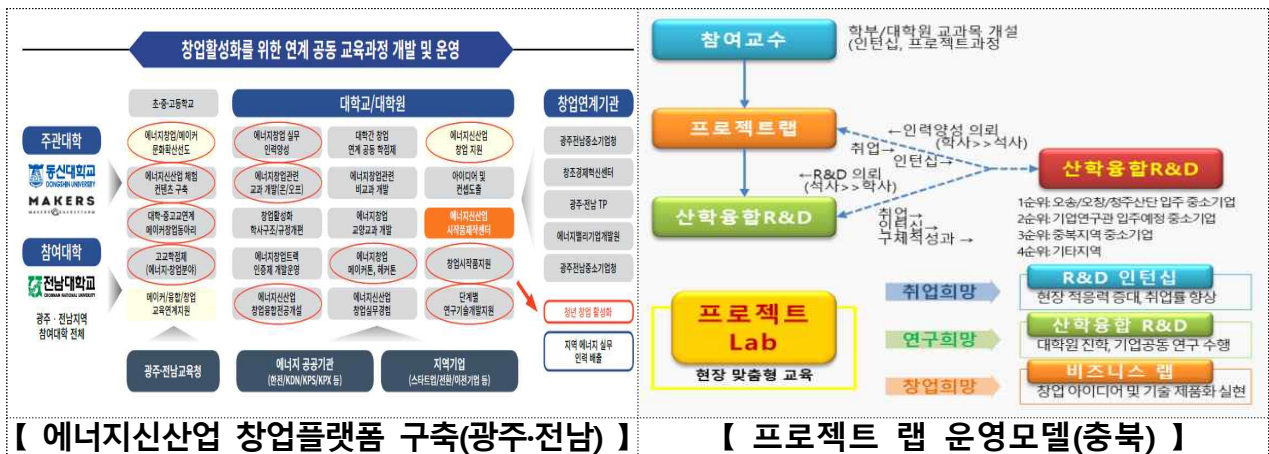 창업활성화를 위한 연계 공동 교육과정 개발 및 운영
주관대학
동신대학교
DONGSHIN UNIVERSITY
MAKERS
참여대학
전남대학교
CHONNAM NATIONAL UNIVERSITY
광주 · 전남지역
참여대학 전체
초·중·고등학교
에너지창업/메이커
문화확산선도
에너지신산업 체험
컨텐츠 구축
대학-중고교연계
메이커창업동아리
고교학점제
(에너지-창업분야)
메이커/융합/창업
교육연계지원
광주·전남교육청
대학교/대학원
에너지창업 실무
인력양성
대학간 창업
연계 공동 학점제
에너지신산업
창업 지원
에너지창업관련
교과 개발(온/오프)
에너지창업관련
비교과 개발
아이디어 및
컨셉도출
창업활성화
학사구조/규정개편
에너지창업
교양교과 개발
에너지신산업
시작품제작센터
에너지창업트랙
인증제 개발운영
에너지창업
메이커톤, 해커톤
창업시작품지원
에너지신산업
창업융합전공개설
에너지신산업
창업실무경험
단계별
연구기술개발지원
에너지 공공기관
(한전/KDN/KPS/KPX 등)
지역기업
(스타트업/전환/이전기업 등)
창업연계기관
광주전남중소기업청
창조경제혁신센터
광주·전남 TP
에너지밸리기업개발원
광주전남중소기업청
청년 창업 활성화
지역 에너지 실무
인력 배출
【 에너지신산업 창업플랫폼 구축(광주·전남) 】
참여교수
학부/대학원 교과목 개설
(인턴십, 프로젝트과정
프로젝트랩
←인력양성 의뢰
(학사>>석사)
취업→
인턴십→
←R&D 의뢰
(석사>>학사)
산학융합R&D
산학융합R&D
취업→
인턴십→
구체적성과 →
1순위: 오송/오창/청주산단 입주 중소기업
2순위: 기업연구관 입주예정 중소기업
3순위: 충북지역 중소기업
4순위: 기타지역
프로젝트
Lab
현장 맞춤형 교육
취업희망
R&D 인턴십
현장 적응력 증대, 취업률 향상
연구희망
산학융합 R&D
대학원 진학, 기업공동 연구 수행
창업희망
비즈니스 랩
창업 아이디어 및 기술 제품화 실현
【 프로젝트 랩 운영모델(충북) 】